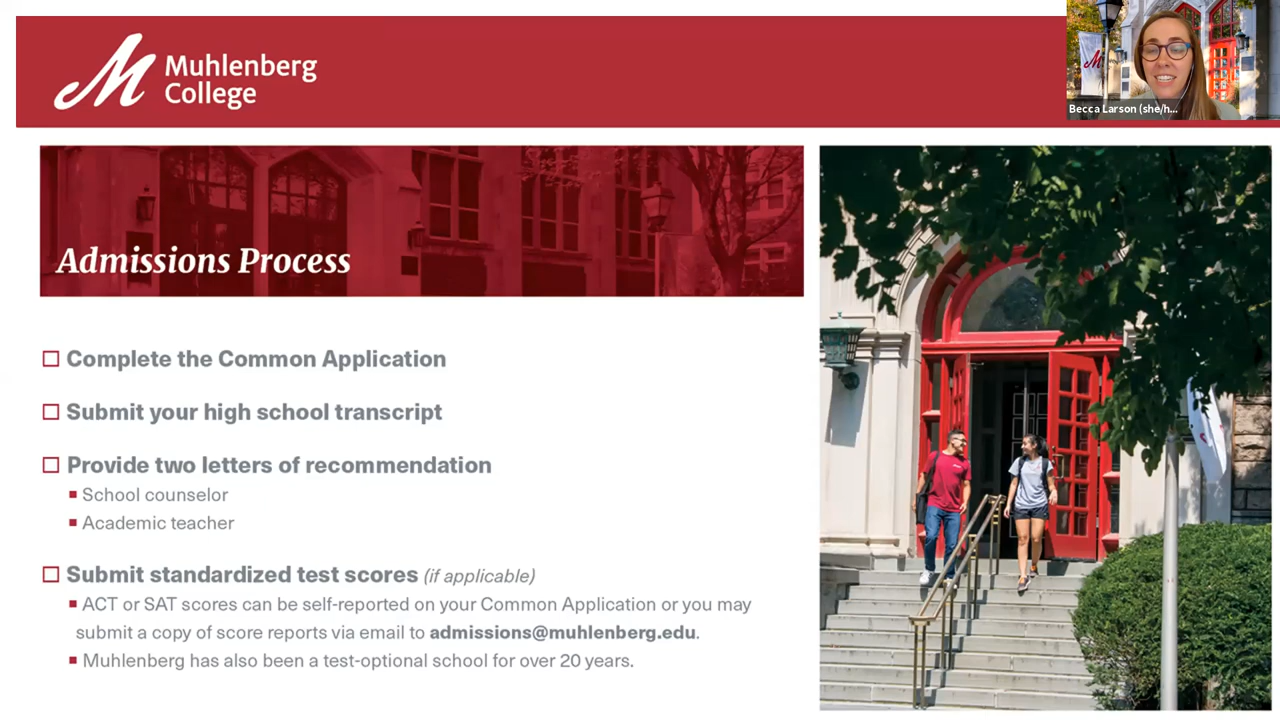 Muhlenberg
College
Becca Larson (she/h...
Admissions Process
Complete the Common Application
Submit your high school transcript
Provide two letters of recommendation
School counselor
Academic teacher
Submit standardized test scores (if applicable)
ACT or SAT scores can be self-reported on your Common Application or you may
submit a copy of score reports via email to admissions@muhlenberg.edu.
Muhlenberg has also been a test-optional school for over 20 years.